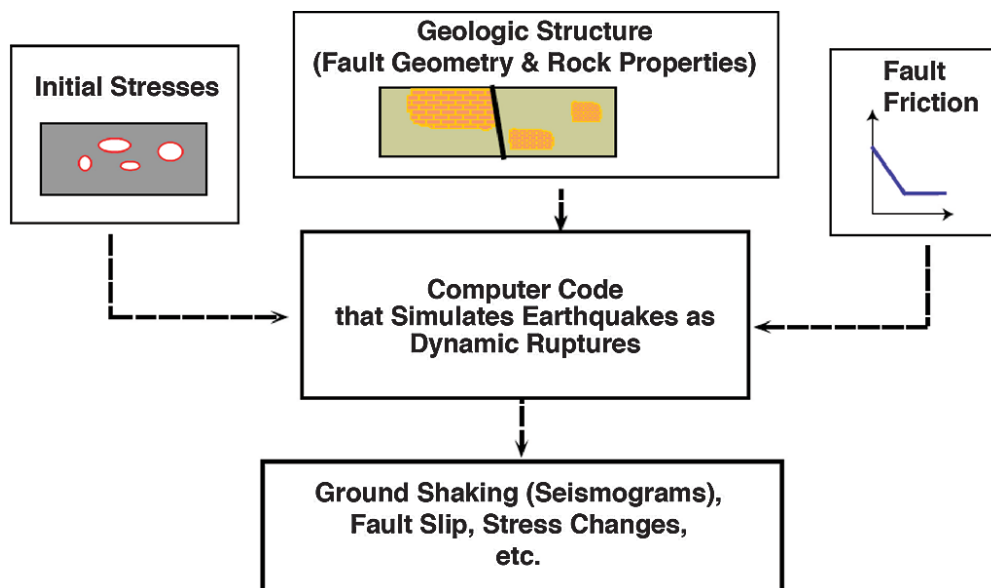 Initial Stresses
Geologic Structure
(Fault Geometry & Rock Properties)
Fault
Friction
Computer Code
that Simulates Earthquakes as
Dynamic Ruptures
Ground Shaking (Seismograms),
Fault Slip, Stress Changes,
etc.